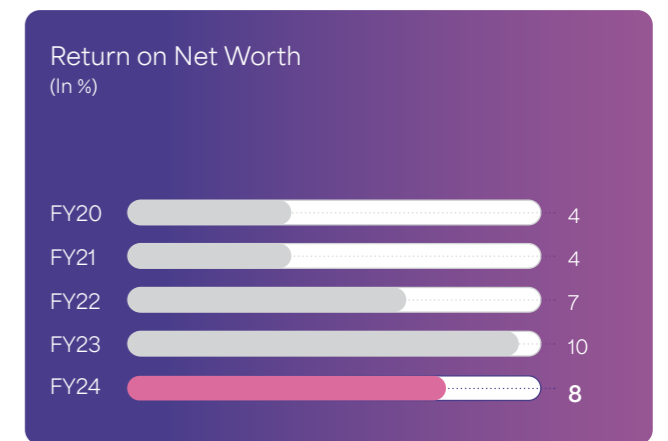 Return on Net Worth
(In %)
FY20 4
FY21 4
FY22 7
FY23 10
FY24 8